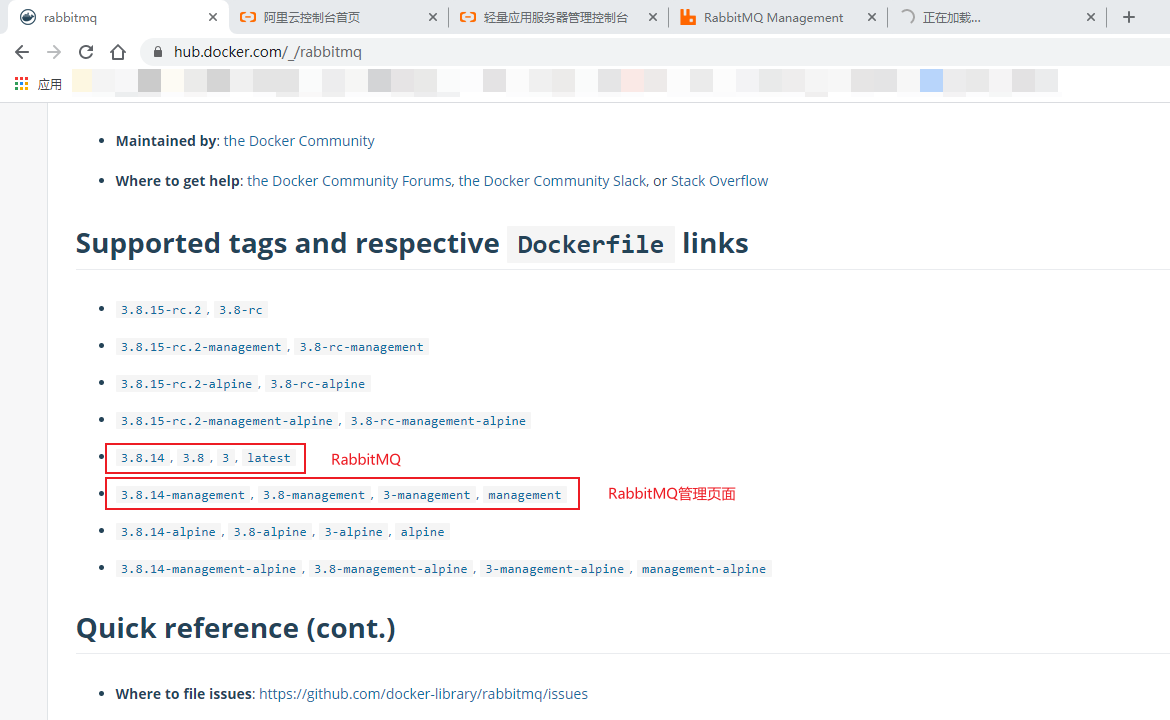 rabbitmq
阿里云控制台首页
轻量应用服务器管理控制台
RabbitMQ Management
正在加载...
hub.docker.com/_/rabbitmq
应用
Maintained by: the Docker Community
Where to get help: the Docker Community Forums, the Docker Community Slack, or Stack Overflow
Supported tags and respective Dockerfile links
3.8.15-rc.2, 3.8-rc
3.8.15-rc.2-management, 3.8-rc-management
3.8.15-rc.2-alpine, 3.8-rc-alpine
3.8.15-rc.2-management-alpine, 3.8-rc-management-alpine
3.8.14, 3.8, 3, latest RabbitMQ
3.8.14-management, 3.8-management, 3-management, management RabbitMQ管理页面
3.8.14-alpine, 3.8-alpine, 3-alpine, alpine
3.8.14-management-alpine, 3.8-management-alpine, 3-management-alpine, management-alpine
Quick reference (cont.)
Where to file issues: https://github.com/docker-library/rabbitmq/issues